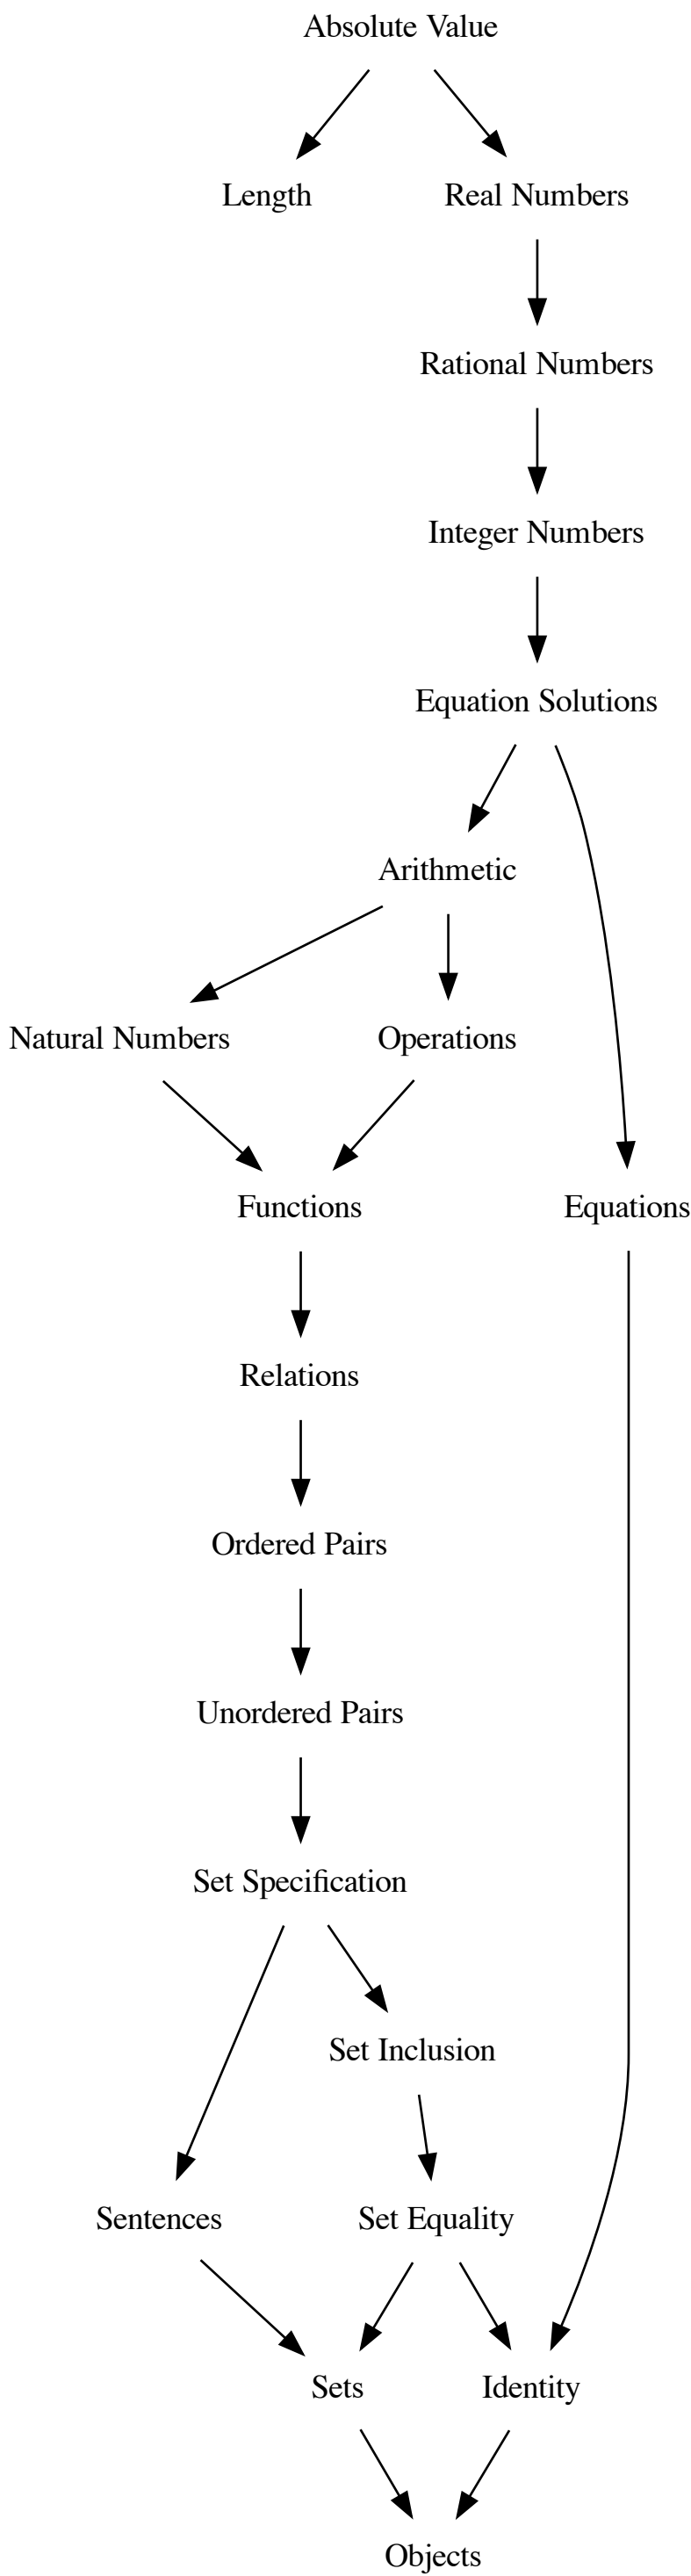 Absolute Value
Length
Real Numbers
Rational Numbers
Integer Numbers
Equation Solutions
Arithmetic
Natural Numbers
Operations
Functions
Equations
Relations
Ordered Pairs
Unordered Pairs
Set Specification
Set Inclusion
Sentences
Set Equality
Sets
Identity
Objects